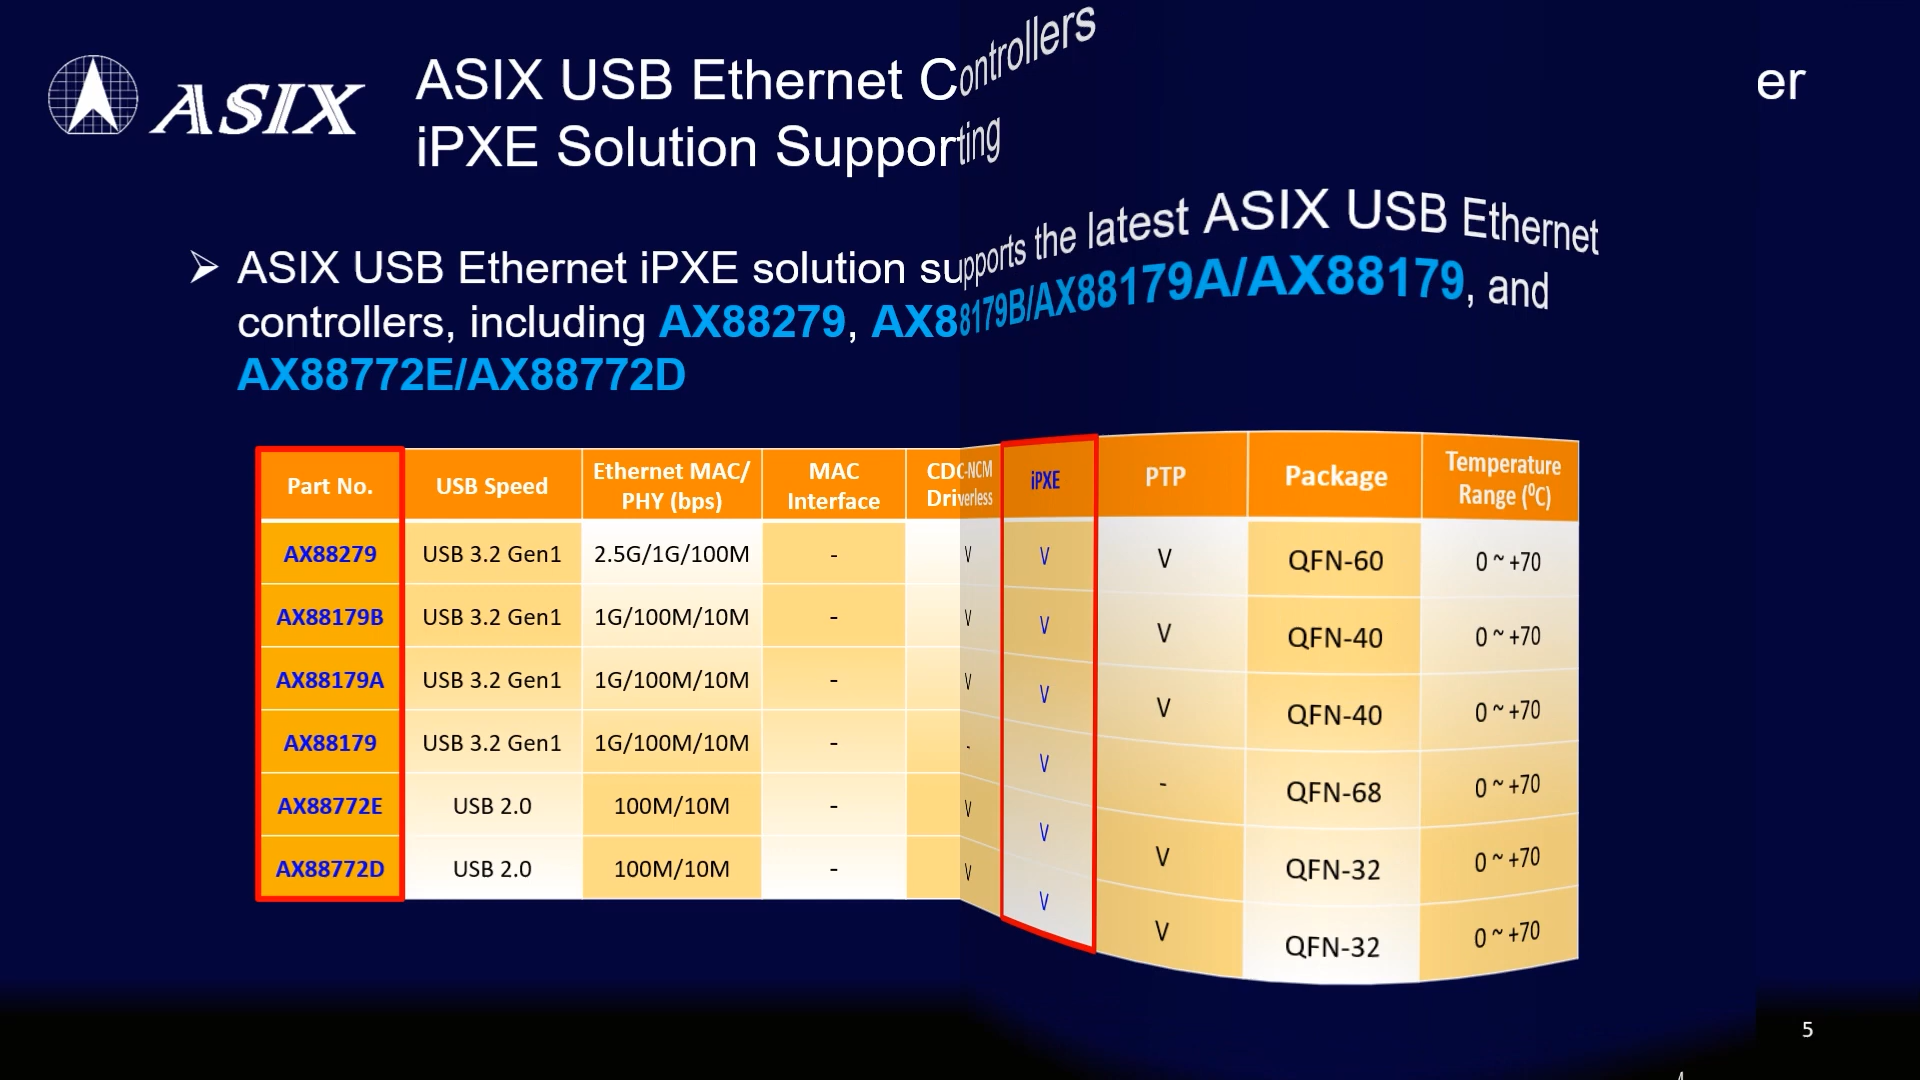 ASIX
ASIX USB Ethernet Controllers
iPXE Solution Supporting
er
ASIX USB Ethernet iPXE solution supports the latest ASIX USB Ethernet
controllers, including AX88279, AX88179B/AX88179A/AX88179, and
AX88772E/AX88772D
Part No. USB Speed Ethernet MAC/PHY (bps) MAC Interface CDC-NCM Driverless iPXE PTP Package Temperature Range (⁰C)
AX88279 USB 3.2 Gen1 2.5G/1G/100M - V V V QFN-60 0 ~ +70
AX88179B USB 3.2 Gen1 1G/100M/10M - V V V QFN-40 0 ~ +70
AX88179A USB 3.2 Gen1 1G/100M/10M - V V V QFN-40 0 ~ +70
AX88179 USB 3.2 Gen1 1G/100M/10M - - V - QFN-68 0 ~ +70
AX88772E USB 2.0 100M/10M - V V V QFN-32 0 ~ +70
AX88772D USB 2.0 100M/10M - V V V QFN-32 0 ~ +70
5